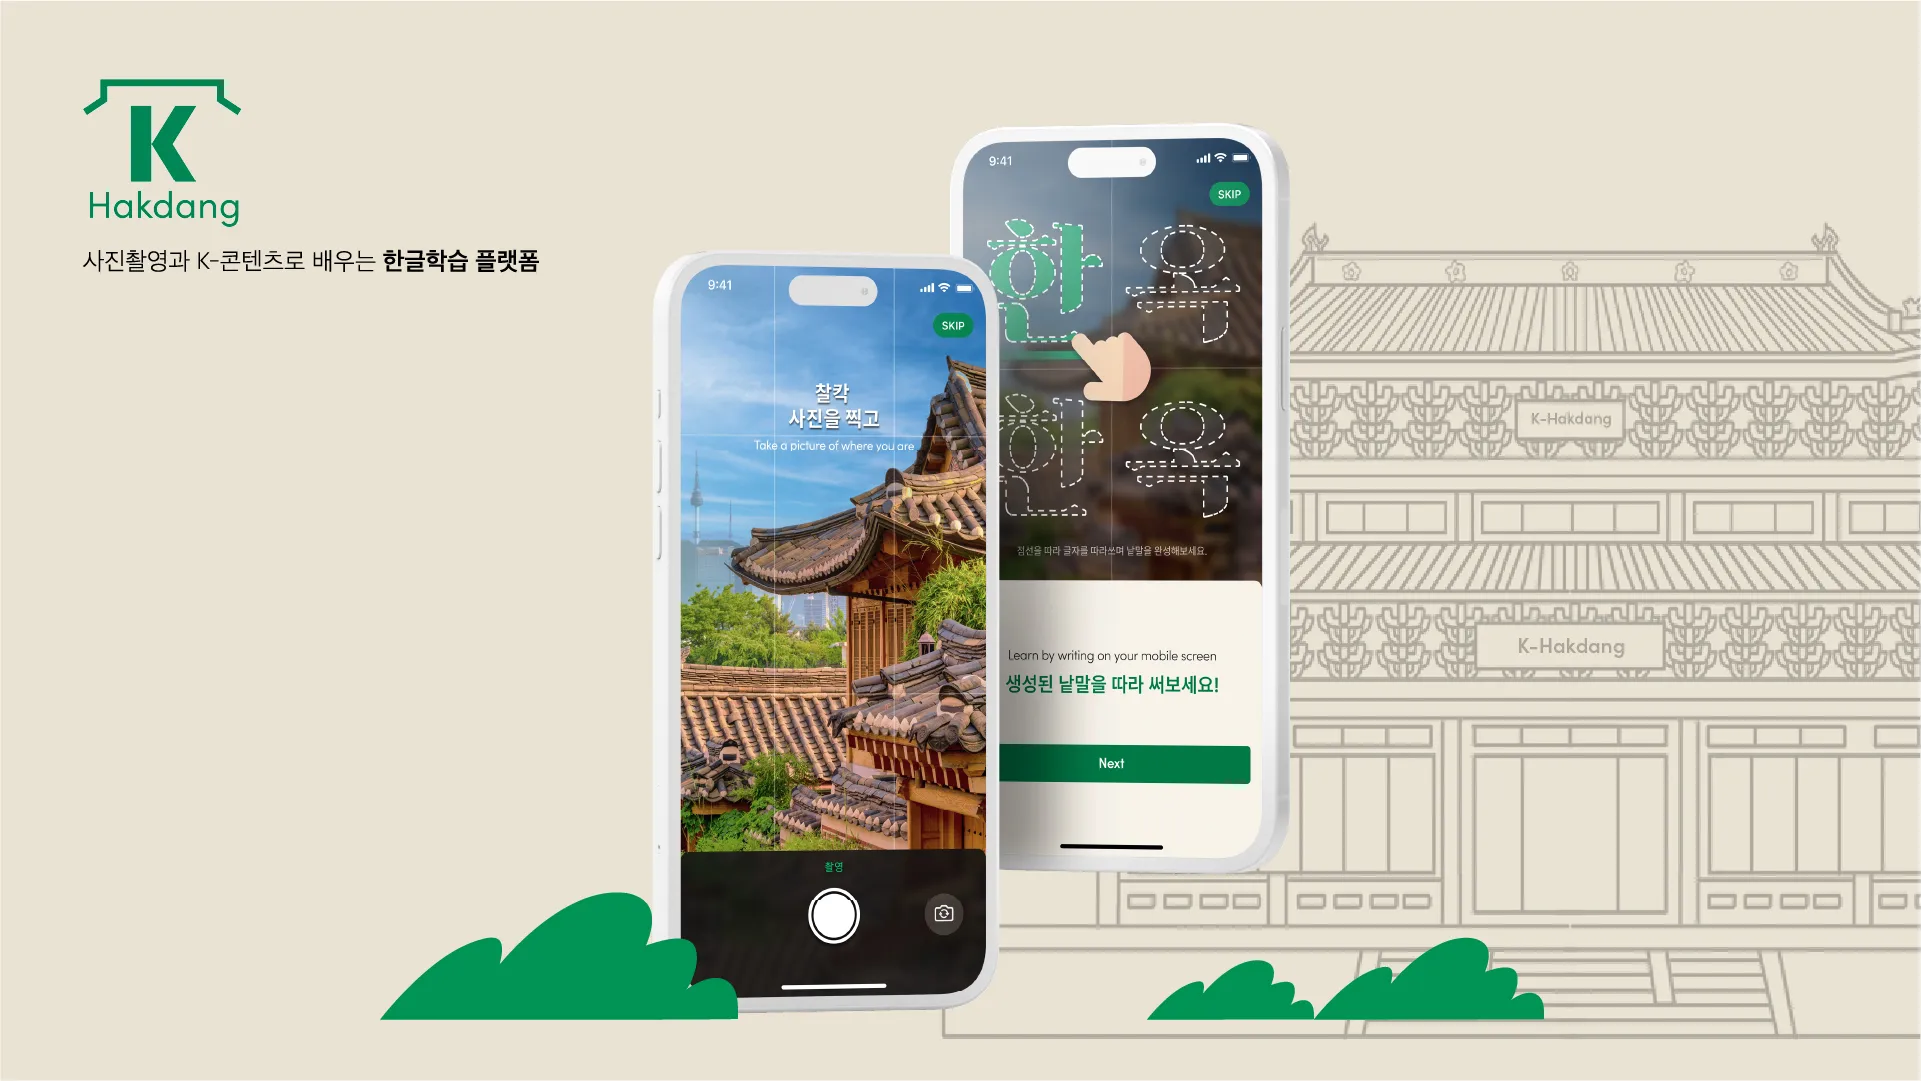 K
Hakdang
사진촬영과 K-콘텐츠로 배우는 한글학습 플랫폼
9:41
SKIP
찰칵
사진을 찍고
Take a picture of where you are
촬영
9:41
SKIP
한옥
한옥
점선을 따라 글자를 따라쓰며 낱말을 완성해보세요.
Learn by writing on your mobile screen
생성된 낱말을 따라 써보세요!
Next
K-Hakdang
K-Hakdang